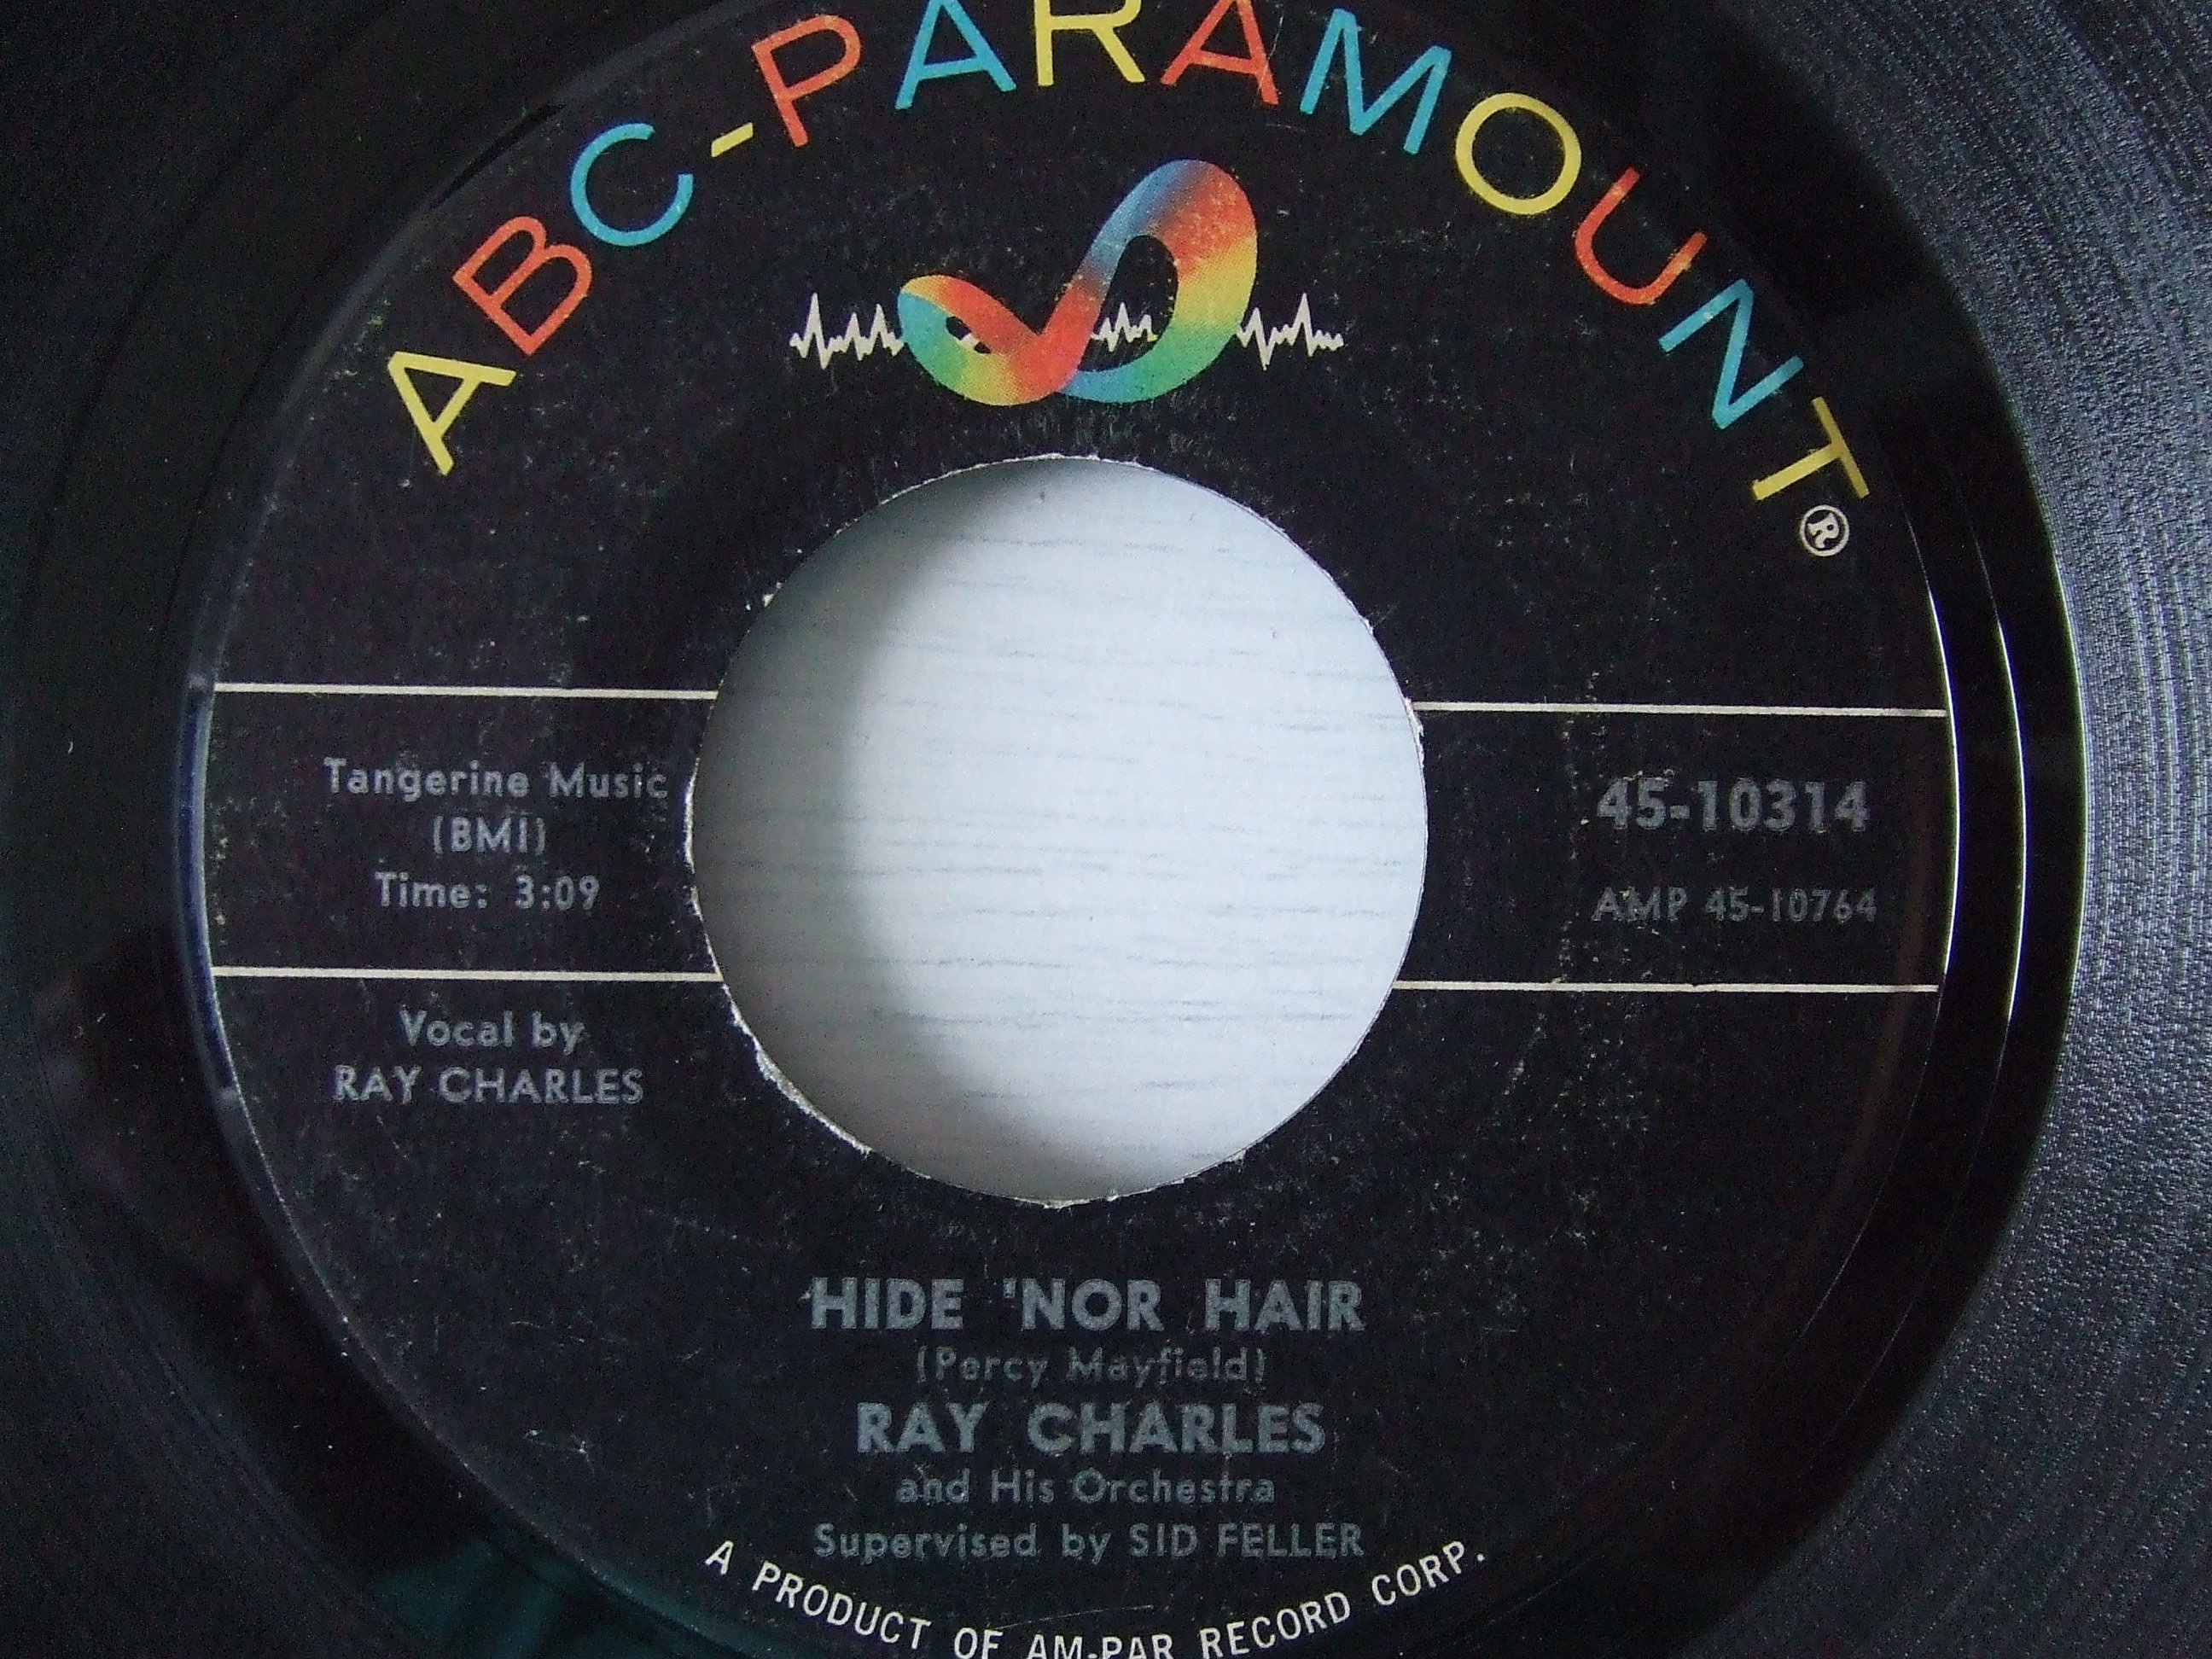 ABC-PARAMOUNT®
Tangerine Music
(BMI)
Time: 3:09
45-10314
AMP 45-10764
Vocal by
RAY CHARLES
HIDE 'NOR HAIR
(Percy Mayfield)
RAY CHARLES
and His Orchestra
Supervised by SID FELLER
A PRODUCT OF AM-PAR RECORD CORP.